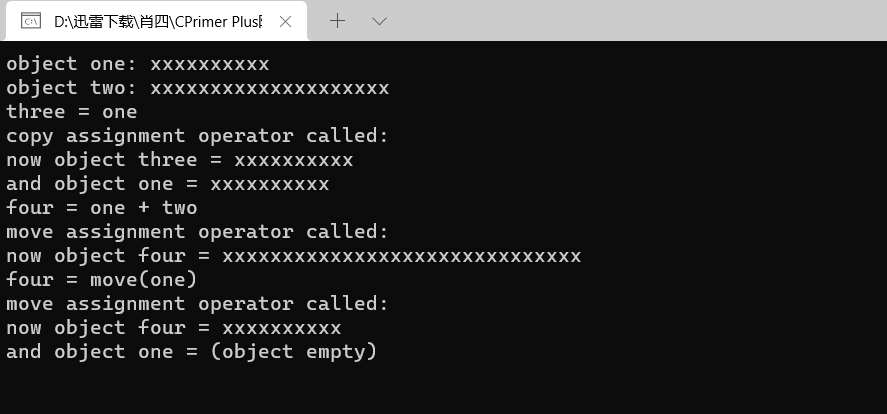 D:\迅雷下载\肖四\CPrimer Plus
object one: xxxxxxxxxx
object two: xxxxxxxxxxxxxxxxxxxx
three = one
copy assignment operator called:
now object three = xxxxxxxxxx
and object one = xxxxxxxxxx
four = one + two
move assignment operator called:
now object four = xxxxxxxxxxxxxxxxxxxxxxxxxxxxxx
four = move(one)
move assignment operator called:
now object four = xxxxxxxxxx
and object one = (object empty)